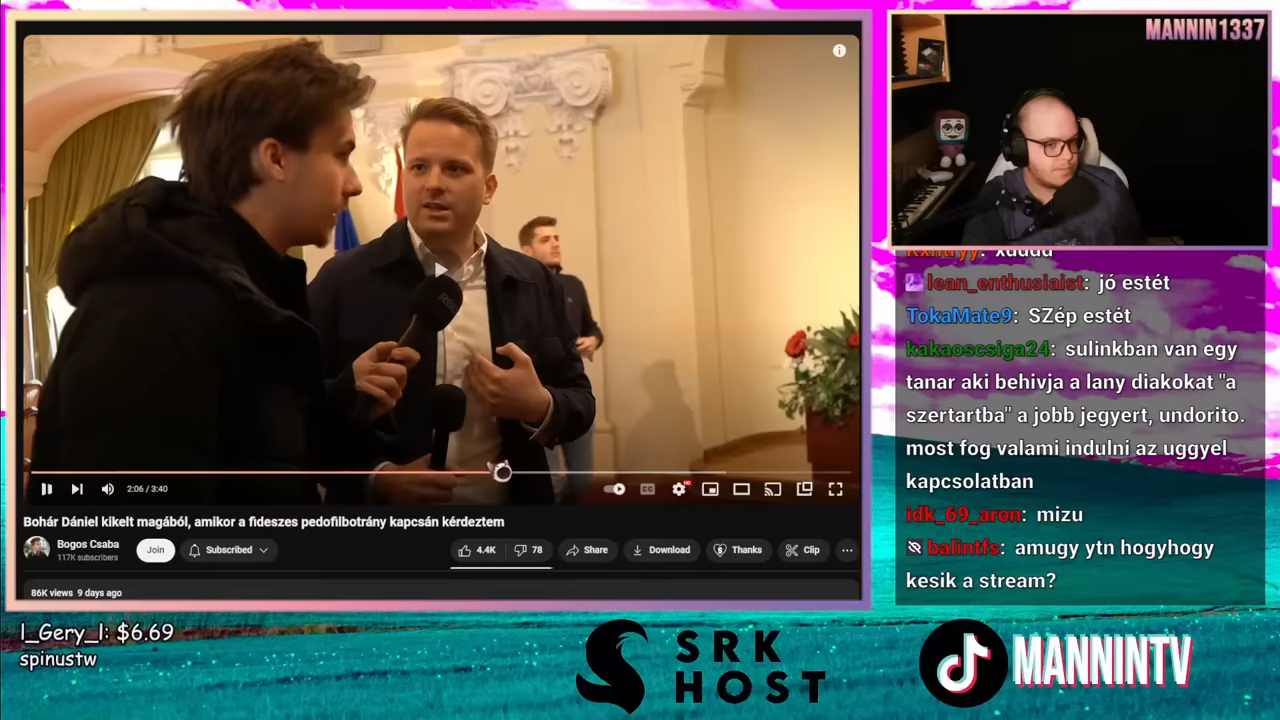 MANNIN1337
xdddd
lean_enthusiaist: jó estét
TokaMate9: SZép estét
kakaoscsiga24: sulinkban van egy
tanar aki behivja a lany diakokat "a
szertartba" a jobb jegyert, undorito.
most fog valami indulni az uggyel
kapcsolatban
idk_69_aron: mizu
balintfs: amugy ytn hogyhogy
kesik a stream?
2:06 / 3:40
CC
HD
Bohár Dániel kikelt magából, amikor a fideszes pedofilbotrány kapcsán kérdeztem
Bogos Csaba
117K subscribers
Join
Subscribed
4.4K
78
Share
Download
Thanks
Clip
86K views 9 days ago
l_Gery_l: $6.69
spinustw
SRK
HOST
MANNINTV